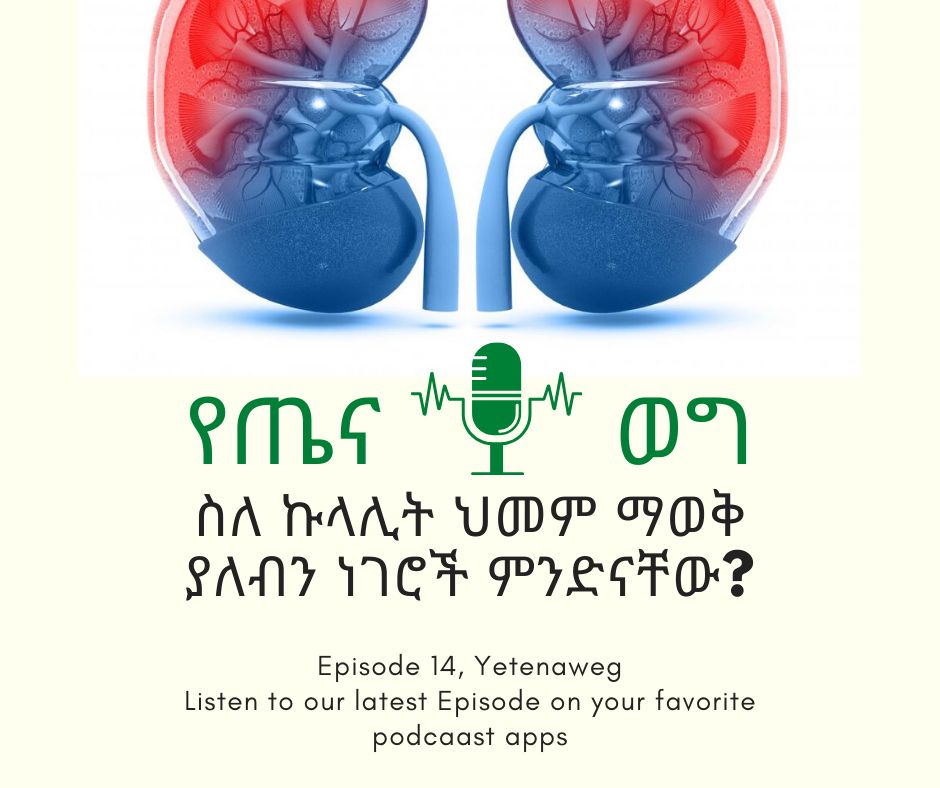 የጤና ወግ
ስለ ኩላሊት ህመም ማወቅ
ያለብን ነገሮች ምንድናቸው?
Episode 14, Yetenaweg
Listen to our latest Episode on your favorite
podcaast apps